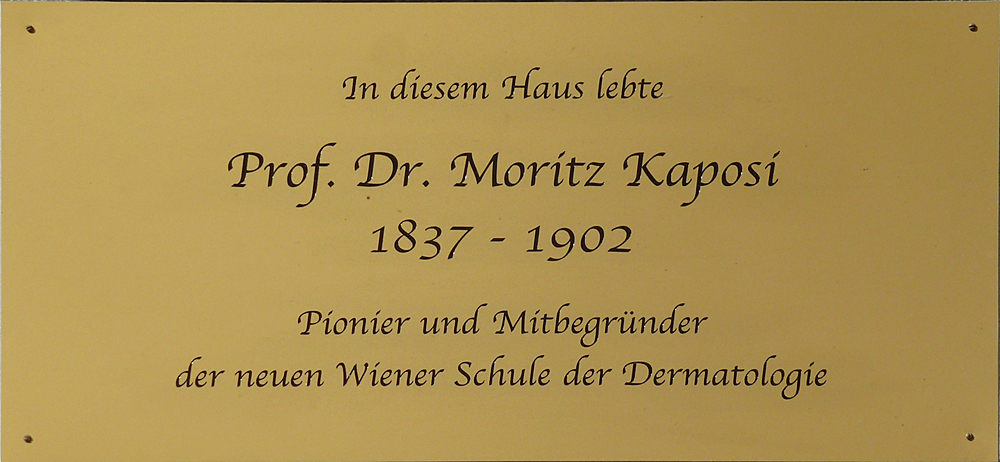 In diesem Haus lebte
Prof. Dr. Moritz Kaposi
1837 - 1902
Pionier und Mitbegründer
der neuen Wiener Schule der Dermatologie